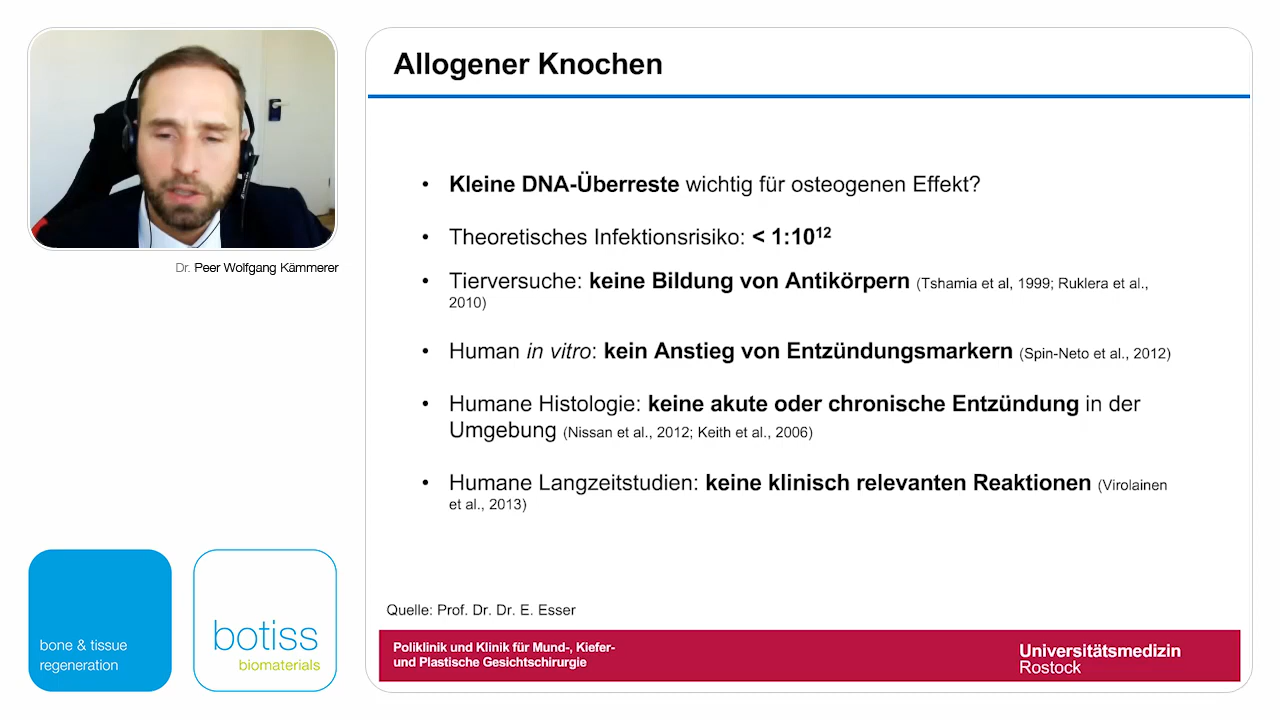 Allogener Knochen
• Kleine DNA-Überreste wichtig für osteogenen Effekt?
• Theoretisches Infektionsrisiko: < 1:10¹²
• Tierversuche: keine Bildung von Antikörpern (Tshamia et al, 1999; Ruklera et al.,
2010)
• Human in vitro: kein Anstieg von Entzündungsmarkern (Spin-Neto et al., 2012)
• Humane Histologie: keine akute oder chronische Entzündung in der
Umgebung (Nissan et al., 2012; Keith et al., 2006)
• Humane Langzeitstudien: keine klinisch relevanten Reaktionen (Virolainen
et al., 2013)
Quelle: Prof. Dr. Dr. E. Esser
Poliklinik und Klinik für Mund-, Kiefer-
und Plastische Gesichtschirurgie
Universitätsmedizin
Rostock
Dr. Peer Wolfgang Kämmerer
bone & tissue
regeneration
botiss
biomaterials